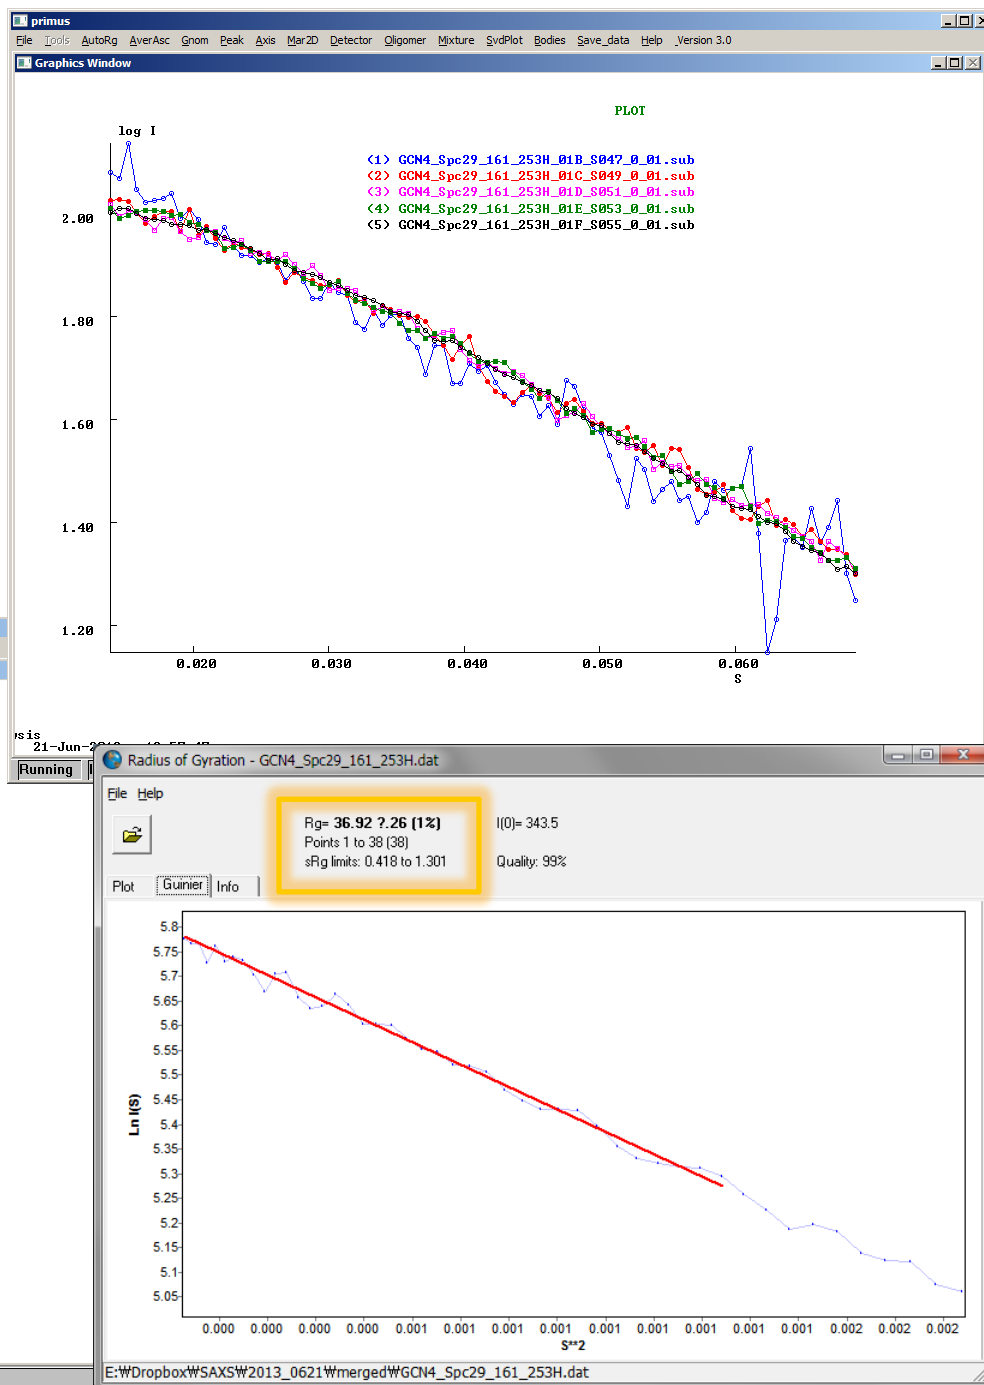 primus
File Tools AutoRg AverAsc Gnom Peak Axis Mar2D Detector Oligomer Mixture SvdPlot Bodies Save_data Help Version 3.0
Graphics Window
PLOT
log I
(1) GCN4_Spc29_161_253H_01B_S047_0_01.sub
(2) GCN4_Spc29_161_253H_01C_S049_0_01.sub
(3) GCN4_Spc29_161_253H_01D_S051_0_01.sub
(4) GCN4_Spc29_161_253H_01E_S053_0_01.sub
(5) GCN4_Spc29_161_253H_01F_S055_0_01.sub
2.00
1.80
1.60
1.40
1.20
0.020 0.030 0.040 0.050 0.060
S
ysis
21-Jun-
Running
Radius of Gyration - GCN4_Spc29_161_253H.dat
File Help
Rg= 36.92 ?.26 (1%) I(0)= 343.5
Points 1 to 38 (38)
sRg limits: 0.418 to 1.301 Quality: 99%
Plot Guinier Info
5.8
5.75
5.7
5.65
5.6
5.55
5.5
5.45
5.4
5.35
5.3
5.25
5.2
5.15
5.1
5.05
Ln I(S)
0.000 0.000 0.000 0.000 0.001 0.001 0.001 0.001 0.001 0.001 0.001 0.001 0.002 0.002 0.002 0.002
S**2
E:₩Dropbox₩SAXS₩2013_0621₩merged₩GCN4_Spc29_161_253H.dat